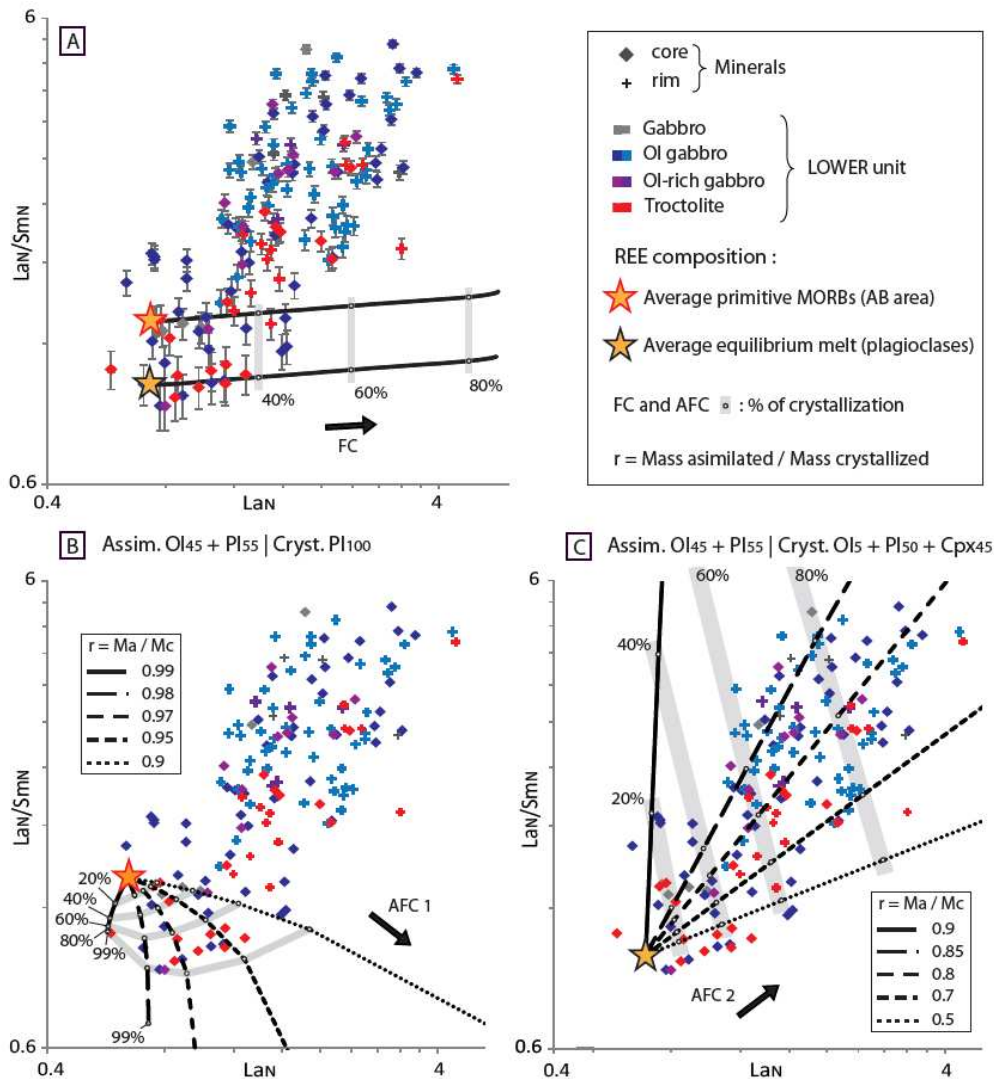 6
A
LaN/SmN
40%
60%
80%
FC
0.6
0.4
LaN
4
core
rim
Minerals
Gabbro
Ol gabbro
Ol-rich gabbro
Troctolite
LOWER unit
REE composition :
Average primitive MORBs (AB area)
Average equilibrium melt (plagioclases)
FC and AFC : % of crystallization
r = Mass asimilated / Mass crystallized
B Assim. Ol45 + Pl55 | Cryst. Pl100
6
r = Ma / Mc
0.99
0.98
0.97
0.95
0.9
LaN/SmN
20%
40%
60%
80%
99%
99%
AFC 1
0.6
0.4
LaN
4
C Assim. Ol45 + Pl55 | Cryst. Ol5 + Pl50 + Cpx45
6
60%
80%
40%
20%
LaN/SmN
AFC 2
r = Ma / Mc
0.9
0.85
0.8
0.7
0.5
0.6
0.4
LaN
4